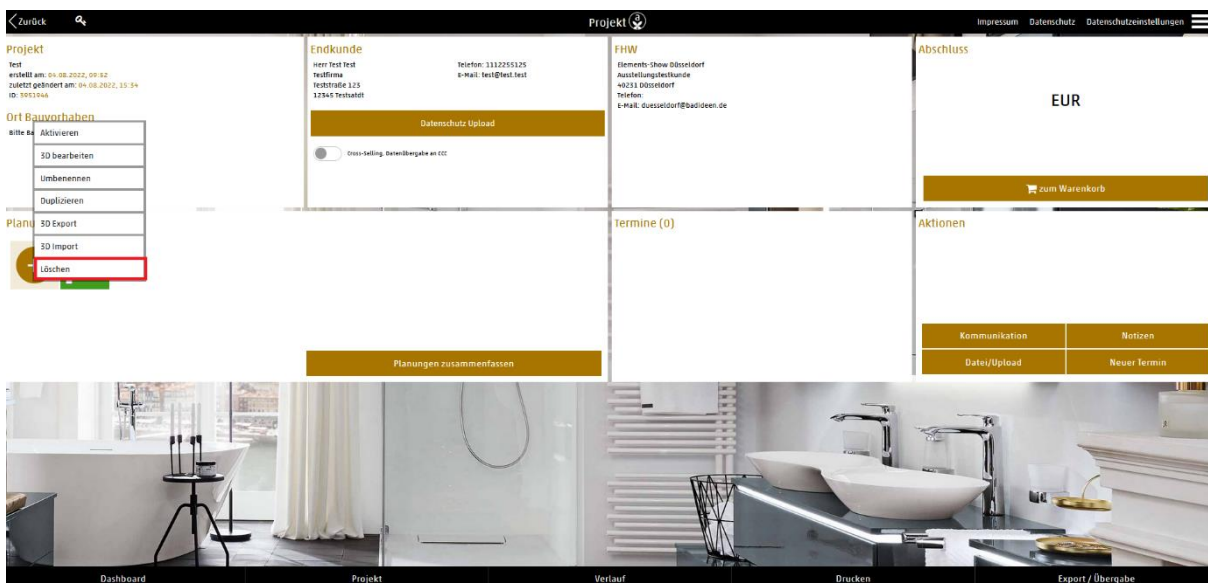 Zurück
Projekt
Impressum Datenschutz Datenschutzeinstellungen
Projekt
Test
erstellt am: 04.08.2022, 09:32
zuletzt geändert am: 04.08.2022, 15:34
ID: 5951946
Ort Bauvorhaben
Bitte Ba
Aktivieren
3D bearbeiten
Umbenennen
Duplizieren
3D Export
3D Import
Löschen
Endkunde
Herr Test Test
Testfirma
Teststraße 123
12345 Testsatdt
Telefon: 1112255125
E-Mail: test@test.test
Datenschutz Upload
Cross-Selling, Datenübergabe an CCC
FHW
Elements-Show Düsseldorf
Ausstellungstestkunde
40231 Düsseldorf
Telefon:
E-Mail: duesseldorf@badideen.de
Abschluss
EUR
zum Warenkorb
Planu
Planungen zusammenfassen
Termine (0)
Aktionen
Kommunikation
Notizen
Datei/Upload
Neuer Termin
Dashboard
Projekt
Verlauf
Drucken
Export / Übergabe